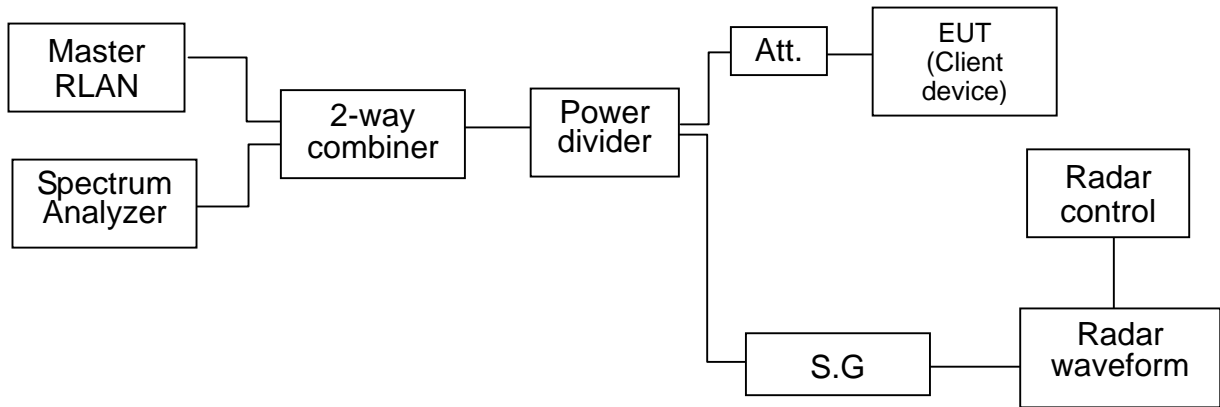 Master
RLAN
Spectrum
Analyzer
2-way
combiner
Power
divider
Att.
EUT
(Client
device)
Radar
control
S.G
Radar
waveform